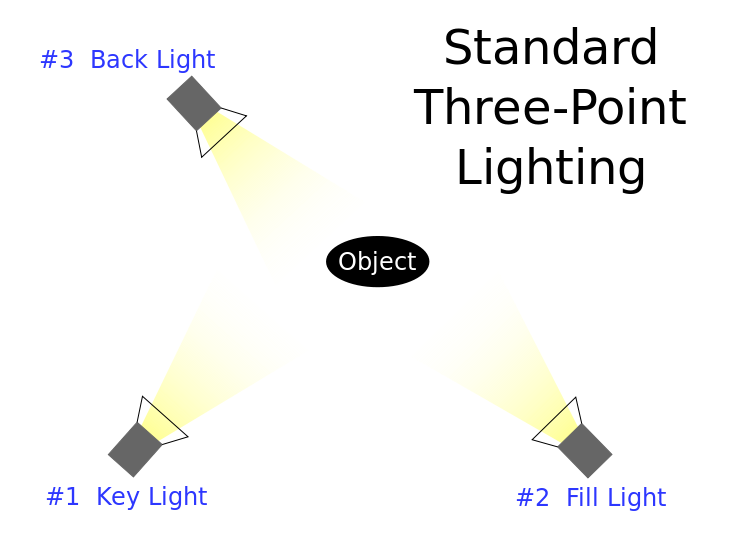 Standard
Three-Point
Lighting
#3 Back Light
Object
#1 Key Light
#2 Fill Light